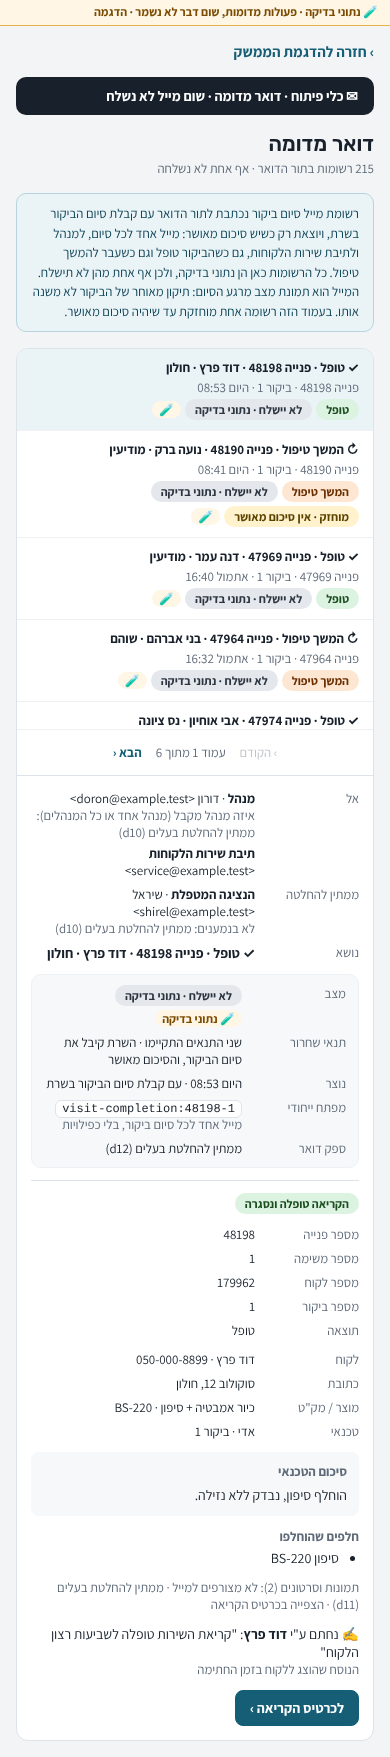 🧪 נתוני בדיקה · פעולות מדומות, שום דבר לא נשמר · הדגמה
‹ חזרה להדגמת הממשק
✉ כלי פיתוח · דואר מדומה · שום מייל לא נשלח
דואר מדומה
215 רשומות בתור הדואר · אף אחת לא נשלחה
רשומת מייל סיום ביקור נכתבת לתור הדואר עם קבלת סיום הביקור
בשרת, ויוצאת רק כשיש סיכום מאושר: מייל אחד לכל סיום, למנהל
ולתיבת שירות הלקוחות, גם כשהביקור טופל וגם כשעבר להמשך
טיפול. כל הרשומות כאן הן נתוני בדיקה, ולכן אף אחת מהן לא תישלח.
המייל הוא תמונת מצב מרגע הסיום: תיקון מאוחר של הביקור לא משנה
אותו. בעמוד הזה רשומה אחת מוחזקת עד שיהיה סיכום מאושר.
✓ טופל · פנייה 48198 · דוד פרץ · חולון
פנייה 48198 · ביקור 1 · היום 08:53
טופל לא יישלח · נתוני בדיקה 🧪
↻ המשך טיפול · פנייה 48190 · נועה ברק · מודיעין
פנייה 48190 · ביקור 1 · היום 08:41
המשך טיפול לא יישלח · נתוני בדיקה
מוחזק · אין סיכום מאושר 🧪
✓ טופל · פנייה 47969 · דנה עמר · מודיעין
פנייה 47969 · ביקור 1 · אתמול 16:40
טופל לא יישלח · נתוני בדיקה 🧪
↻ המשך טיפול · פנייה 47964 · בני אברהם · שוהם
פנייה 47964 · ביקור 1 · אתמול 16:32
המשך טיפול לא יישלח · נתוני בדיקה 🧪
✓ טופל · פנייה 47974 · אבי אוחיון · נס ציונה
‹ הקודם עמוד 1 מתוך 6 הבא ›
אל מנהל · דורון <doron@example.test>
איזה מנהל מקבל (מנהל אחד או כל המנהלים):
ממתין להחלטת בעלים (d10)
תיבת שירות הלקוחות
<service@example.test>
ממתין להחלטה הנציגה המטפלת · שיראל
<shirel@example.test>
לא בנמענים: ממתין להחלטת בעלים (d10)
נושא ✓ טופל · פנייה 48198 · דוד פרץ · חולון
מצב לא יישלח · נתוני בדיקה
🧪 נתוני בדיקה
תנאי שחרור שני התנאים התקיימו · השרת קיבל את
סיום הביקור, והסיכום מאושר
נוצר היום 08:53 · עם קבלת סיום הביקור בשרת
מפתח ייחודי visit-completion:48198-1
מייל אחד לכל סיום ביקור, בלי כפילויות
ספק דואר ממתין להחלטת בעלים (d12)
הקריאה טופלה ונסגרה
מספר פנייה 48198
מספר משימה 1
מספר לקוח 179962
מספר ביקור 1
תוצאה טופל
לקוח דוד פרץ · 050-000-8899
כתובת סוקולוב 12, חולון
מוצר / מק"ט כיור אמבטיה + סיפון · BS-220
טכנאי אדי · ביקור 1
סיכום הטכנאי
הוחלף סיפון, נבדק ללא נזילה.
חלפים שהוחלפו
• סיפון BS-220
תמונות וסרטונים (2): לא מצורפים למייל · ממתין להחלטת בעלים
(d11) · הצפייה בכרטיס הקריאה
✍ נחתם ע"י דוד פרץ: "קריאת השירות טופלה לשביעות רצון
הלקוח"
הנוסח שהוצג ללקוח בזמן החתימה
לכרטיס הקריאה ›